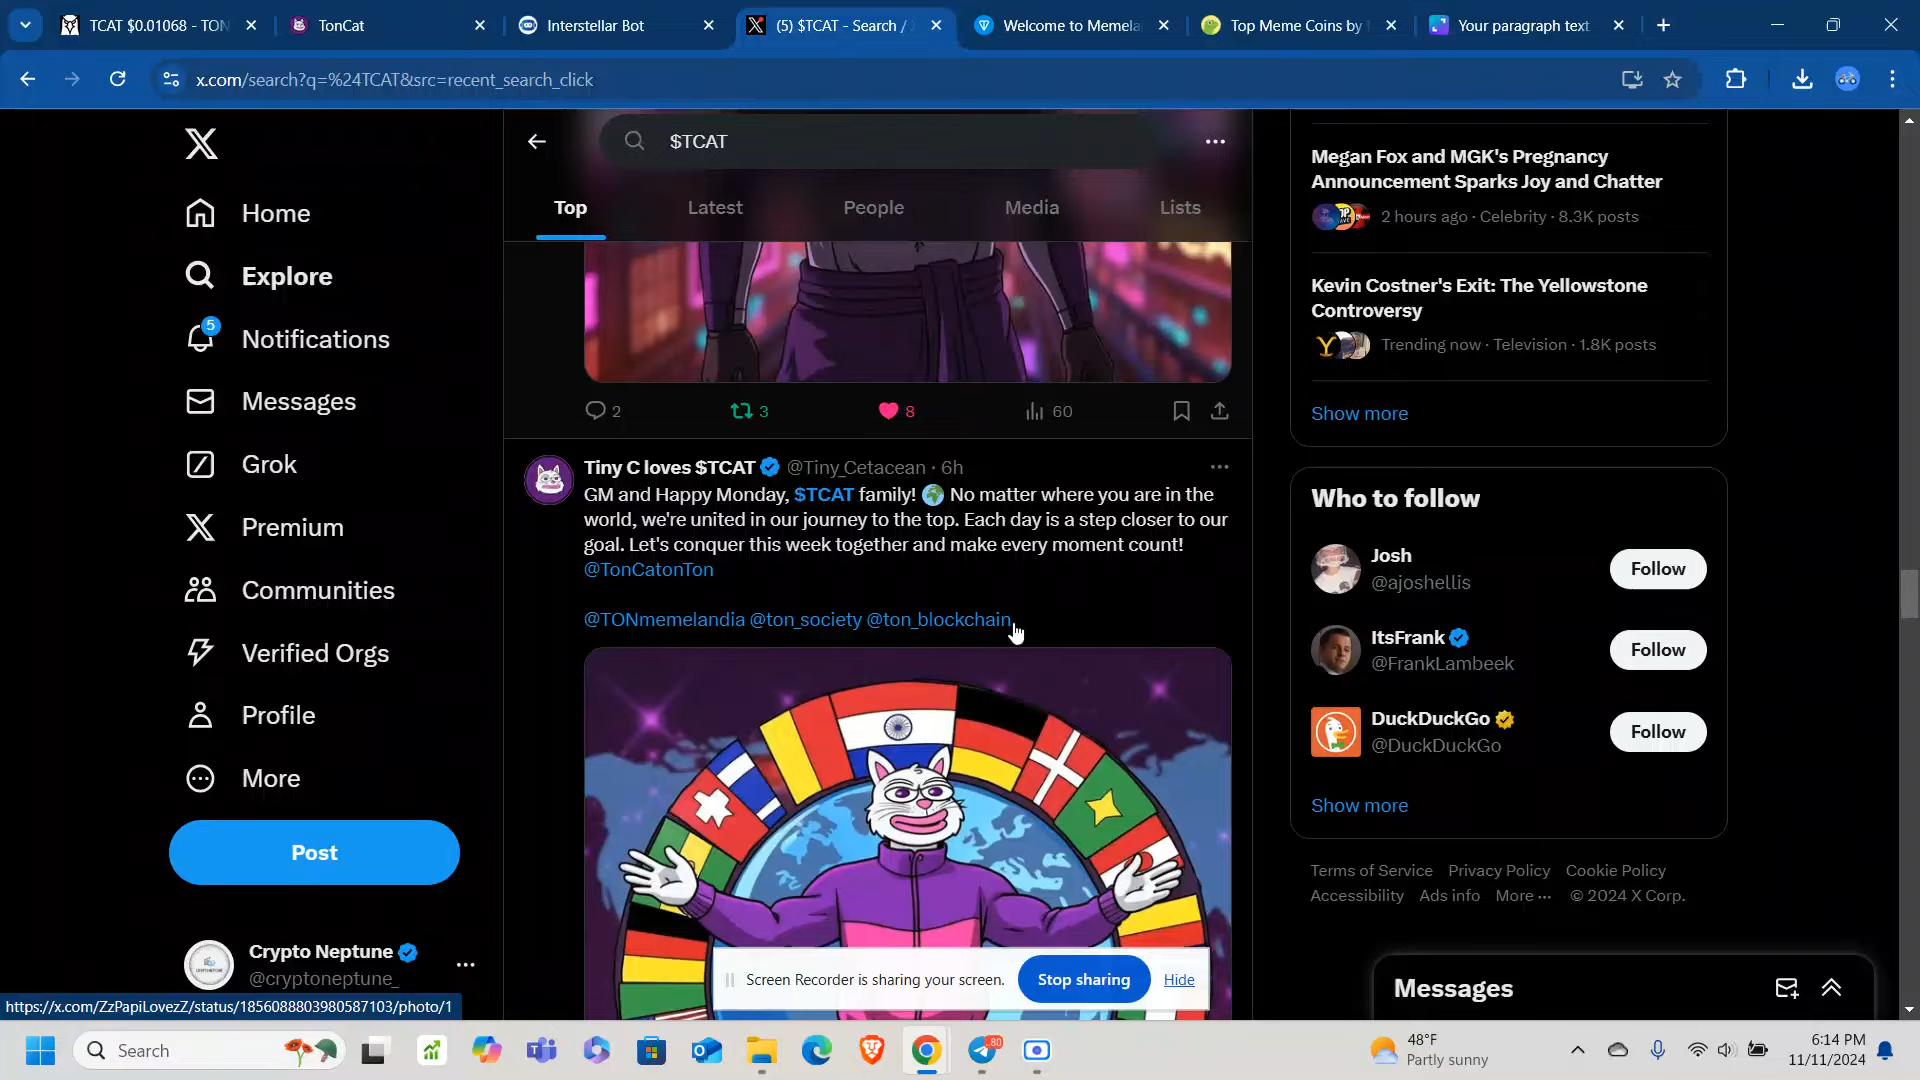 TCAT $0.01068 - TON
TonCat
Interstellar Bot
(5) $TCAT - Search /
Welcome to Memela
Top Meme Coins by
Your paragraph text
x.com/search?q=%24TCAT&src=recent_search_click
Home
Explore
5
Notifications
Messages
Grok
Premium
Communities
Verified Orgs
Profile
More
Post
Crypto Neptune
@cryptoneptune_
https://x.com/ZzPapiLovezZ/status/1856088803980587103/photo/1
$TCAT
Top
Latest
People
Media
Lists
2
3
8
60
Tiny C loves $TCAT @Tiny_Cetacean · 6h
GM and Happy Monday, $TCAT family! 🌍 No matter where you are in the
world, we're united in our journey to the top. Each day is a step closer to our
goal. Let's conquer this week together and make every moment count!
@TonCatonTon
@TONmemelandia @ton_society @ton_blockchain
Screen Recorder is sharing your screen.
Stop sharing
Hide
Megan Fox and MGK's Pregnancy
Announcement Sparks Joy and Chatter
2 hours ago · Celebrity · 8.3K posts
Kevin Costner's Exit: The Yellowstone
Controversy
Trending now · Television · 1.8K posts
Show more
Who to follow
Josh
@ajoshellis
Follow
ItsFrank
@FrankLambeek
Follow
DuckDuckGo
@DuckDuckGo
Follow
Show more
Terms of Service Privacy Policy Cookie Policy
Accessibility Ads info More ··· © 2024 X Corp.
Messages
Search
80
48°F
Partly sunny
6:14 PM
11/11/2024